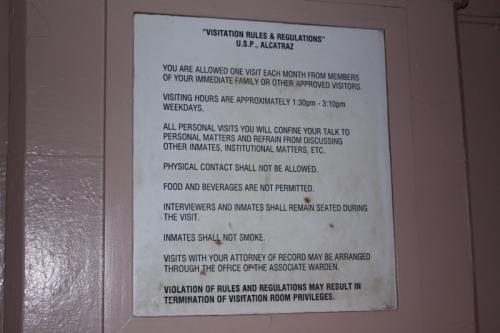 "VISITATION RULES & REGULATIONS"
U.S.P., ALCATRAZ
YOU ARE ALLOWED ONE VISIT EACH MONTH FROM MEMBERS
OF YOUR IMMEDIATE FAMILY OR OTHER APPROVED VISITORS.
VISITING HOURS ARE APPROXIMATELY 1:30pm - 3:10pm
WEEKDAYS.
ALL PERSONAL VISITS YOU WILL CONFINE YOUR TALK TO
PERSONAL MATTERS AND REFRAIN FROM DISCUSSING
OTHER INMATES, INSTITUTIONAL MATTERS, ETC.
PHYSICAL CONTACT SHALL NOT BE ALLOWED.
FOOD AND BEVERAGES ARE NOT PERMITTED.
INTERVIEWERS AND INMATES SHALL REMAIN SEATED DURING
THE VISIT.
INMATES SHALL NOT SMOKE.
VISITS WITH YOUR ATTORNEY OF RECORD MAY BE ARRANGED
THROUGH THE OFFICE OF THE ASSOCIATE WARDEN.
VIOLATION OF RULES AND REGULATIONS MAY RESULT IN
TERMINATION OF VISITATION ROOM PRIVILEGES.